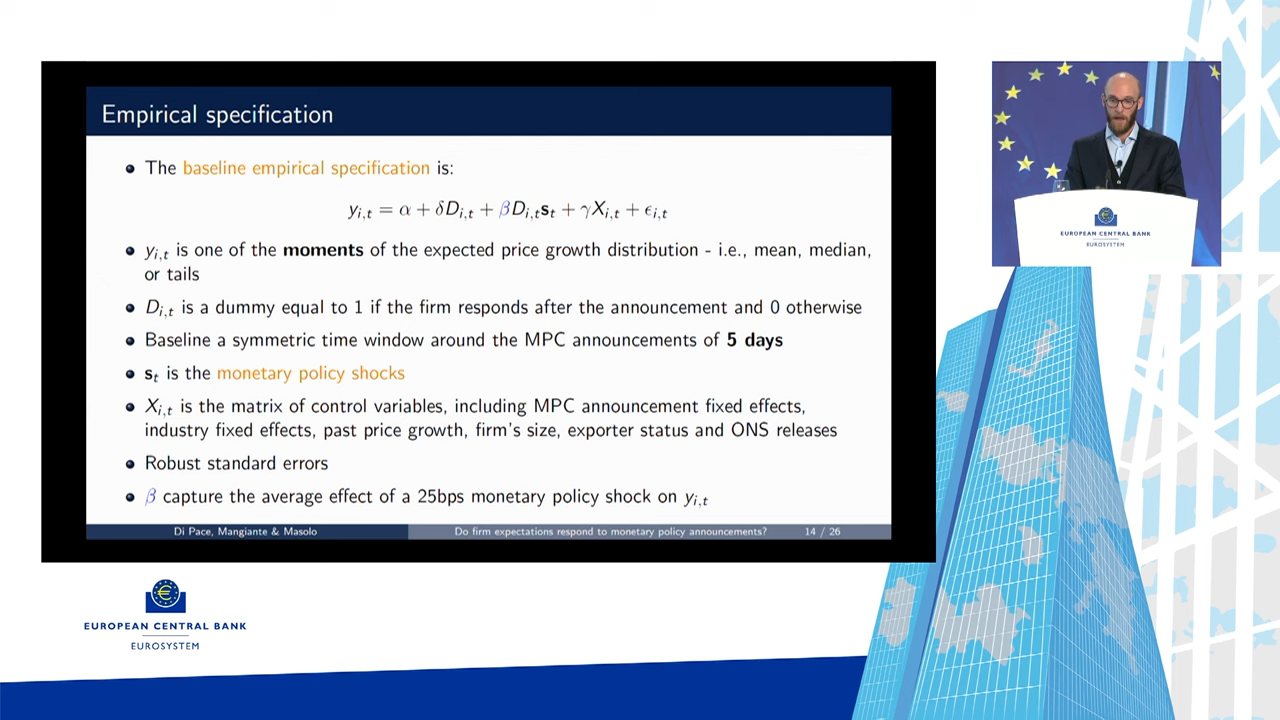 Empirical specification
• The baseline empirical specification is:
y_{i,t} = α + δD_{i,t} + βD_{i,t}s_t + γX_{i,t} + ϵ_{i,t}
• y_{i,t} is one of the moments of the expected price growth distribution - i.e., mean, median,
or tails
• D_{i,t} is a dummy equal to 1 if the firm responds after the announcement and 0 otherwise
• Baseline a symmetric time window around the MPC announcements of 5 days
• s_t is the monetary policy shocks
• X_{i,t} is the matrix of control variables, including MPC announcement fixed effects,
industry fixed effects, past price growth, firm's size, exporter status and ONS releases
• Robust standard errors
• β capture the average effect of a 25bps monetary policy shock on y_{i,t}
Di Pace, Mangiante & Masolo Do firm expectations respond to monetary policy announcements? 14 / 26
EUROPEAN CENTRAL BANK
EUROSYSTEM
EUROPEAN CENTRAL BANK
EUROSYSTEM